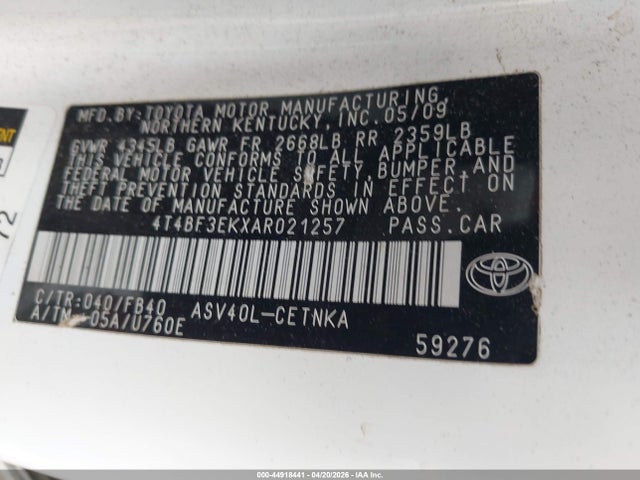 MFD.BY:TOYOTA MOTOR MANUFACTURING,
NORTHERN KENTUCKY, INC. 05/09
GVWR 4345LB GAWR FR 2668LB RR 2359LB
THIS VEHICLE CONFORMS TO ALL APPLICABLE
FEDERAL MOTOR VEHICLE SAFETY, BUMPER, AND
THEFT PREVENTION STANDARDS IN EFFECT ON
THE DATE OF MANUFACTURE SHOWN ABOVE.
4T4BF3EKXAR021257 PASS.CAR
C/TR:040/FB40 ASV40L-CETNKA
A/TM -05A/U760E
59276
TOYOTA
72
000-44918441 - 04/20/2026 - IAA Inc.